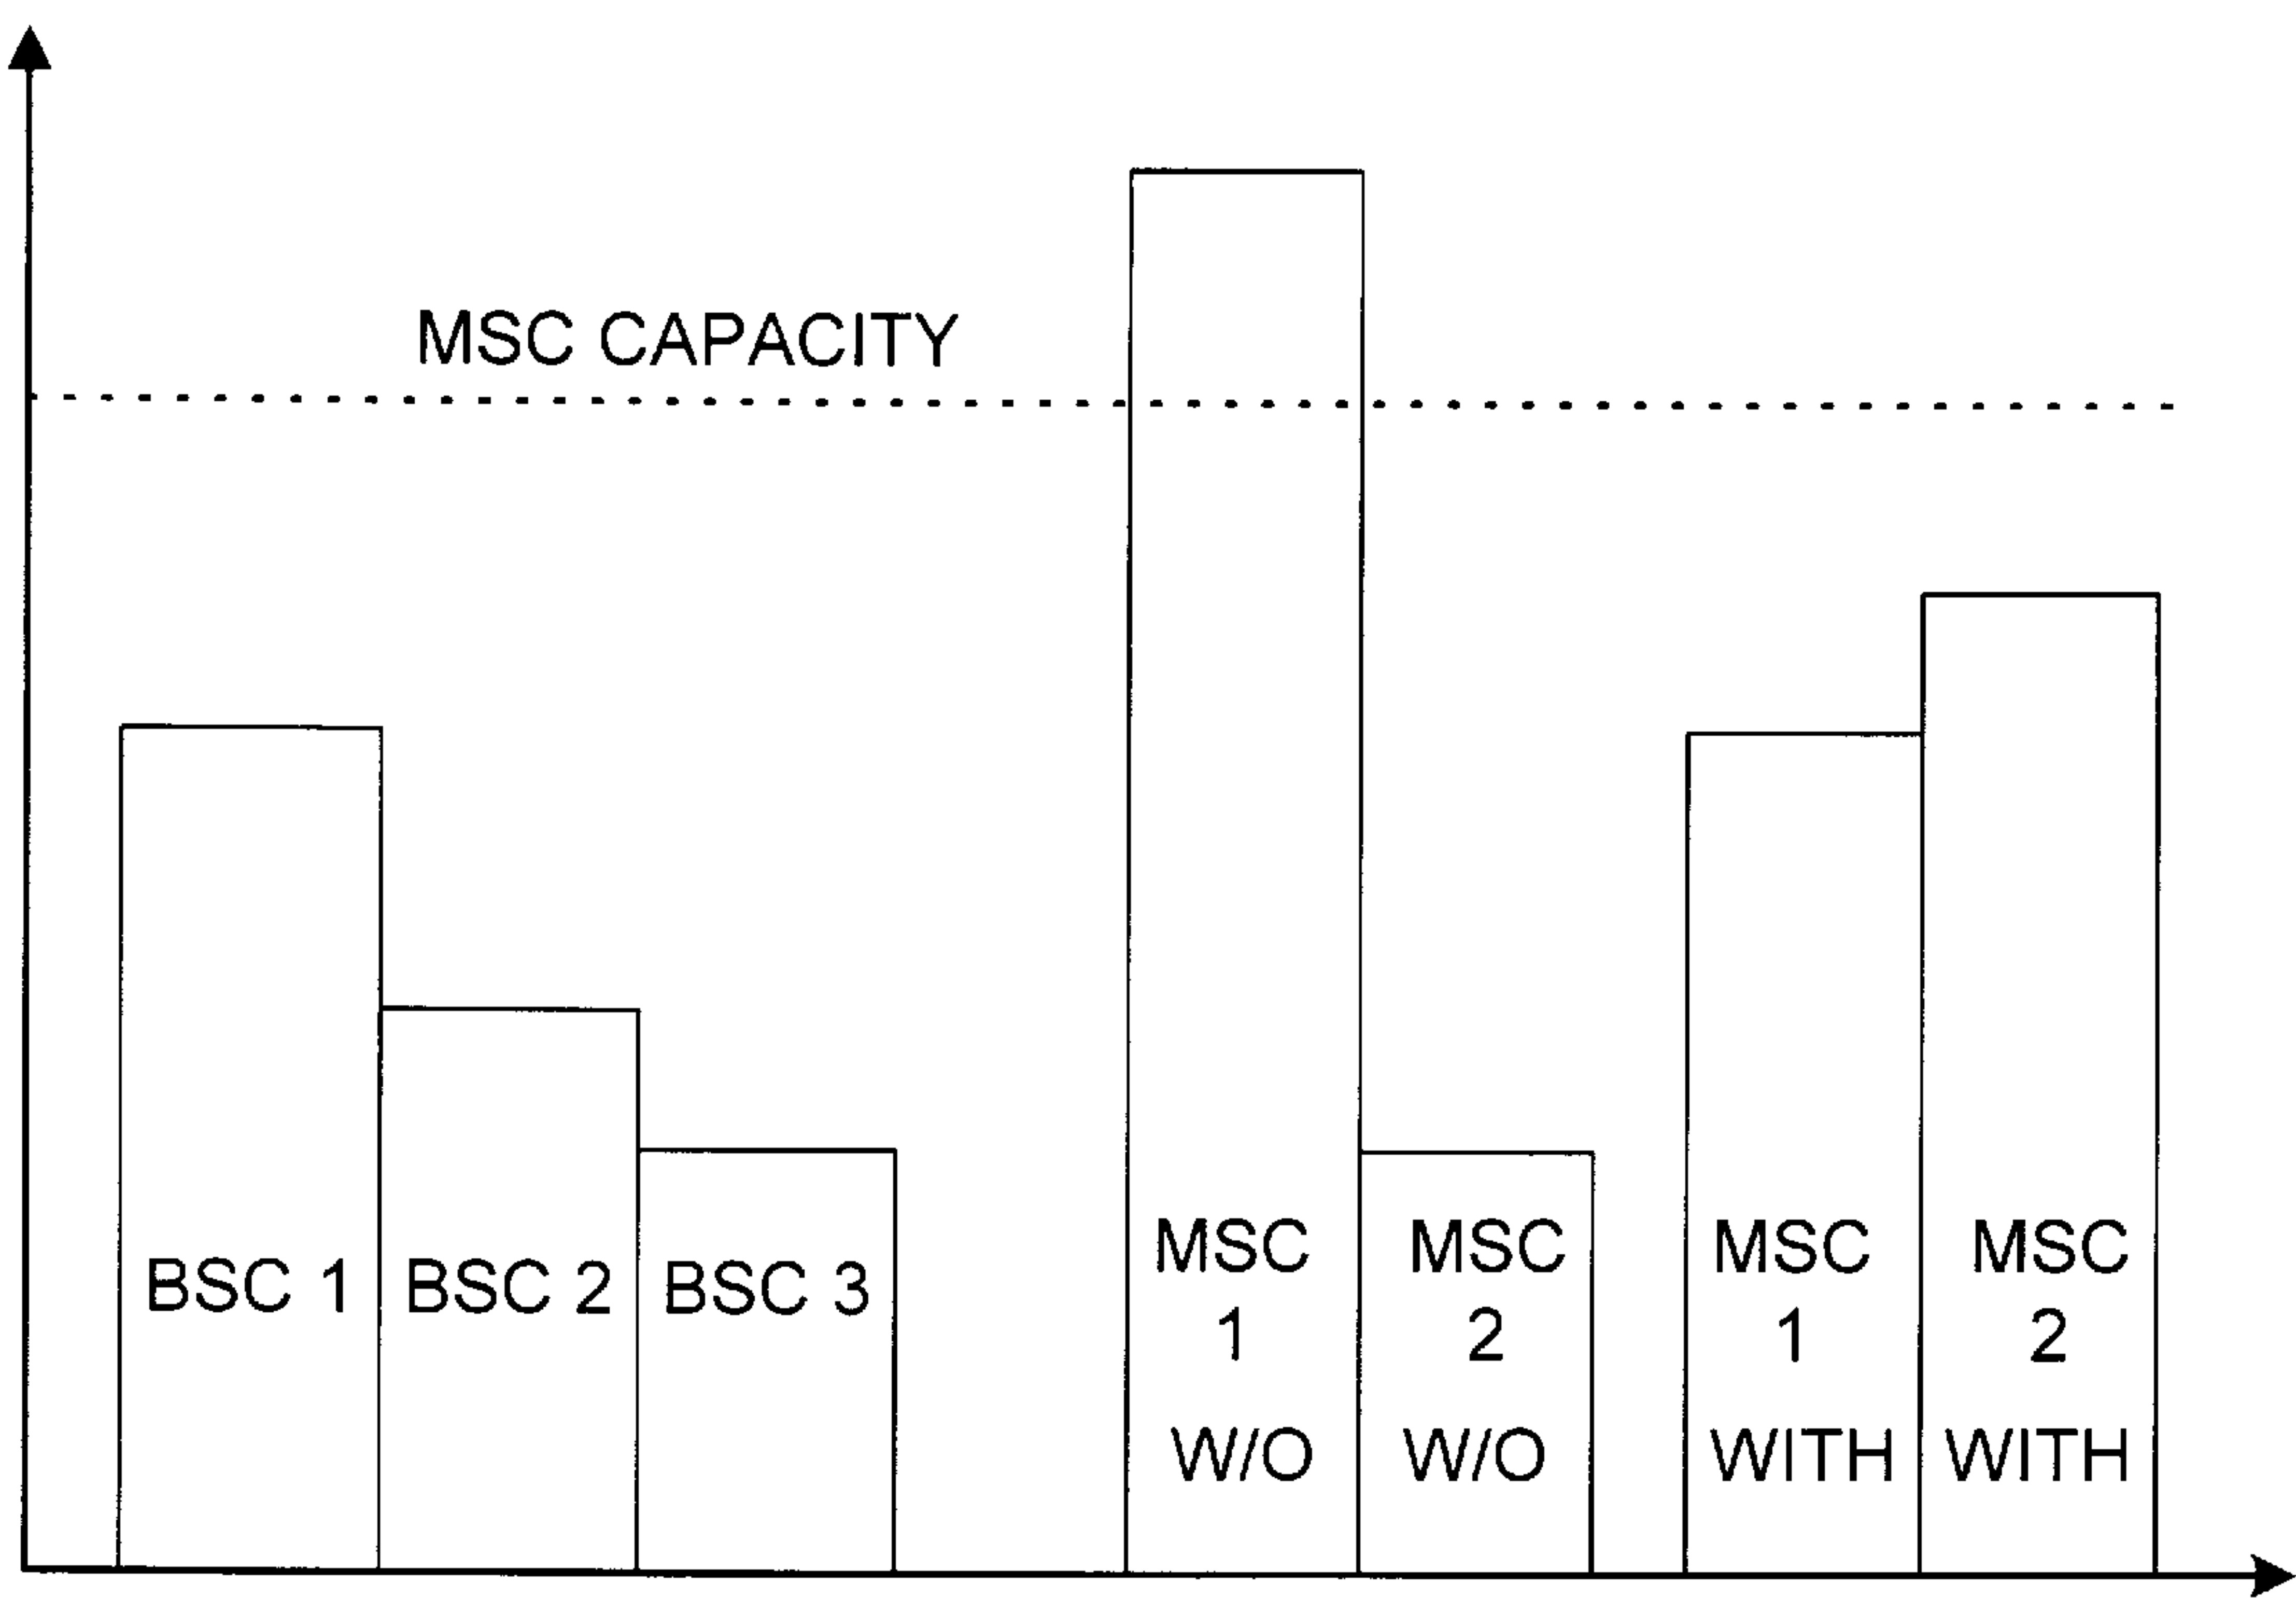 MSC CAPACITY
BSC 1
BSC 2
BSC 3
MSC
1
W/O
MSC
2
W/O
MSC
1
WITH
MSC
2
WITH